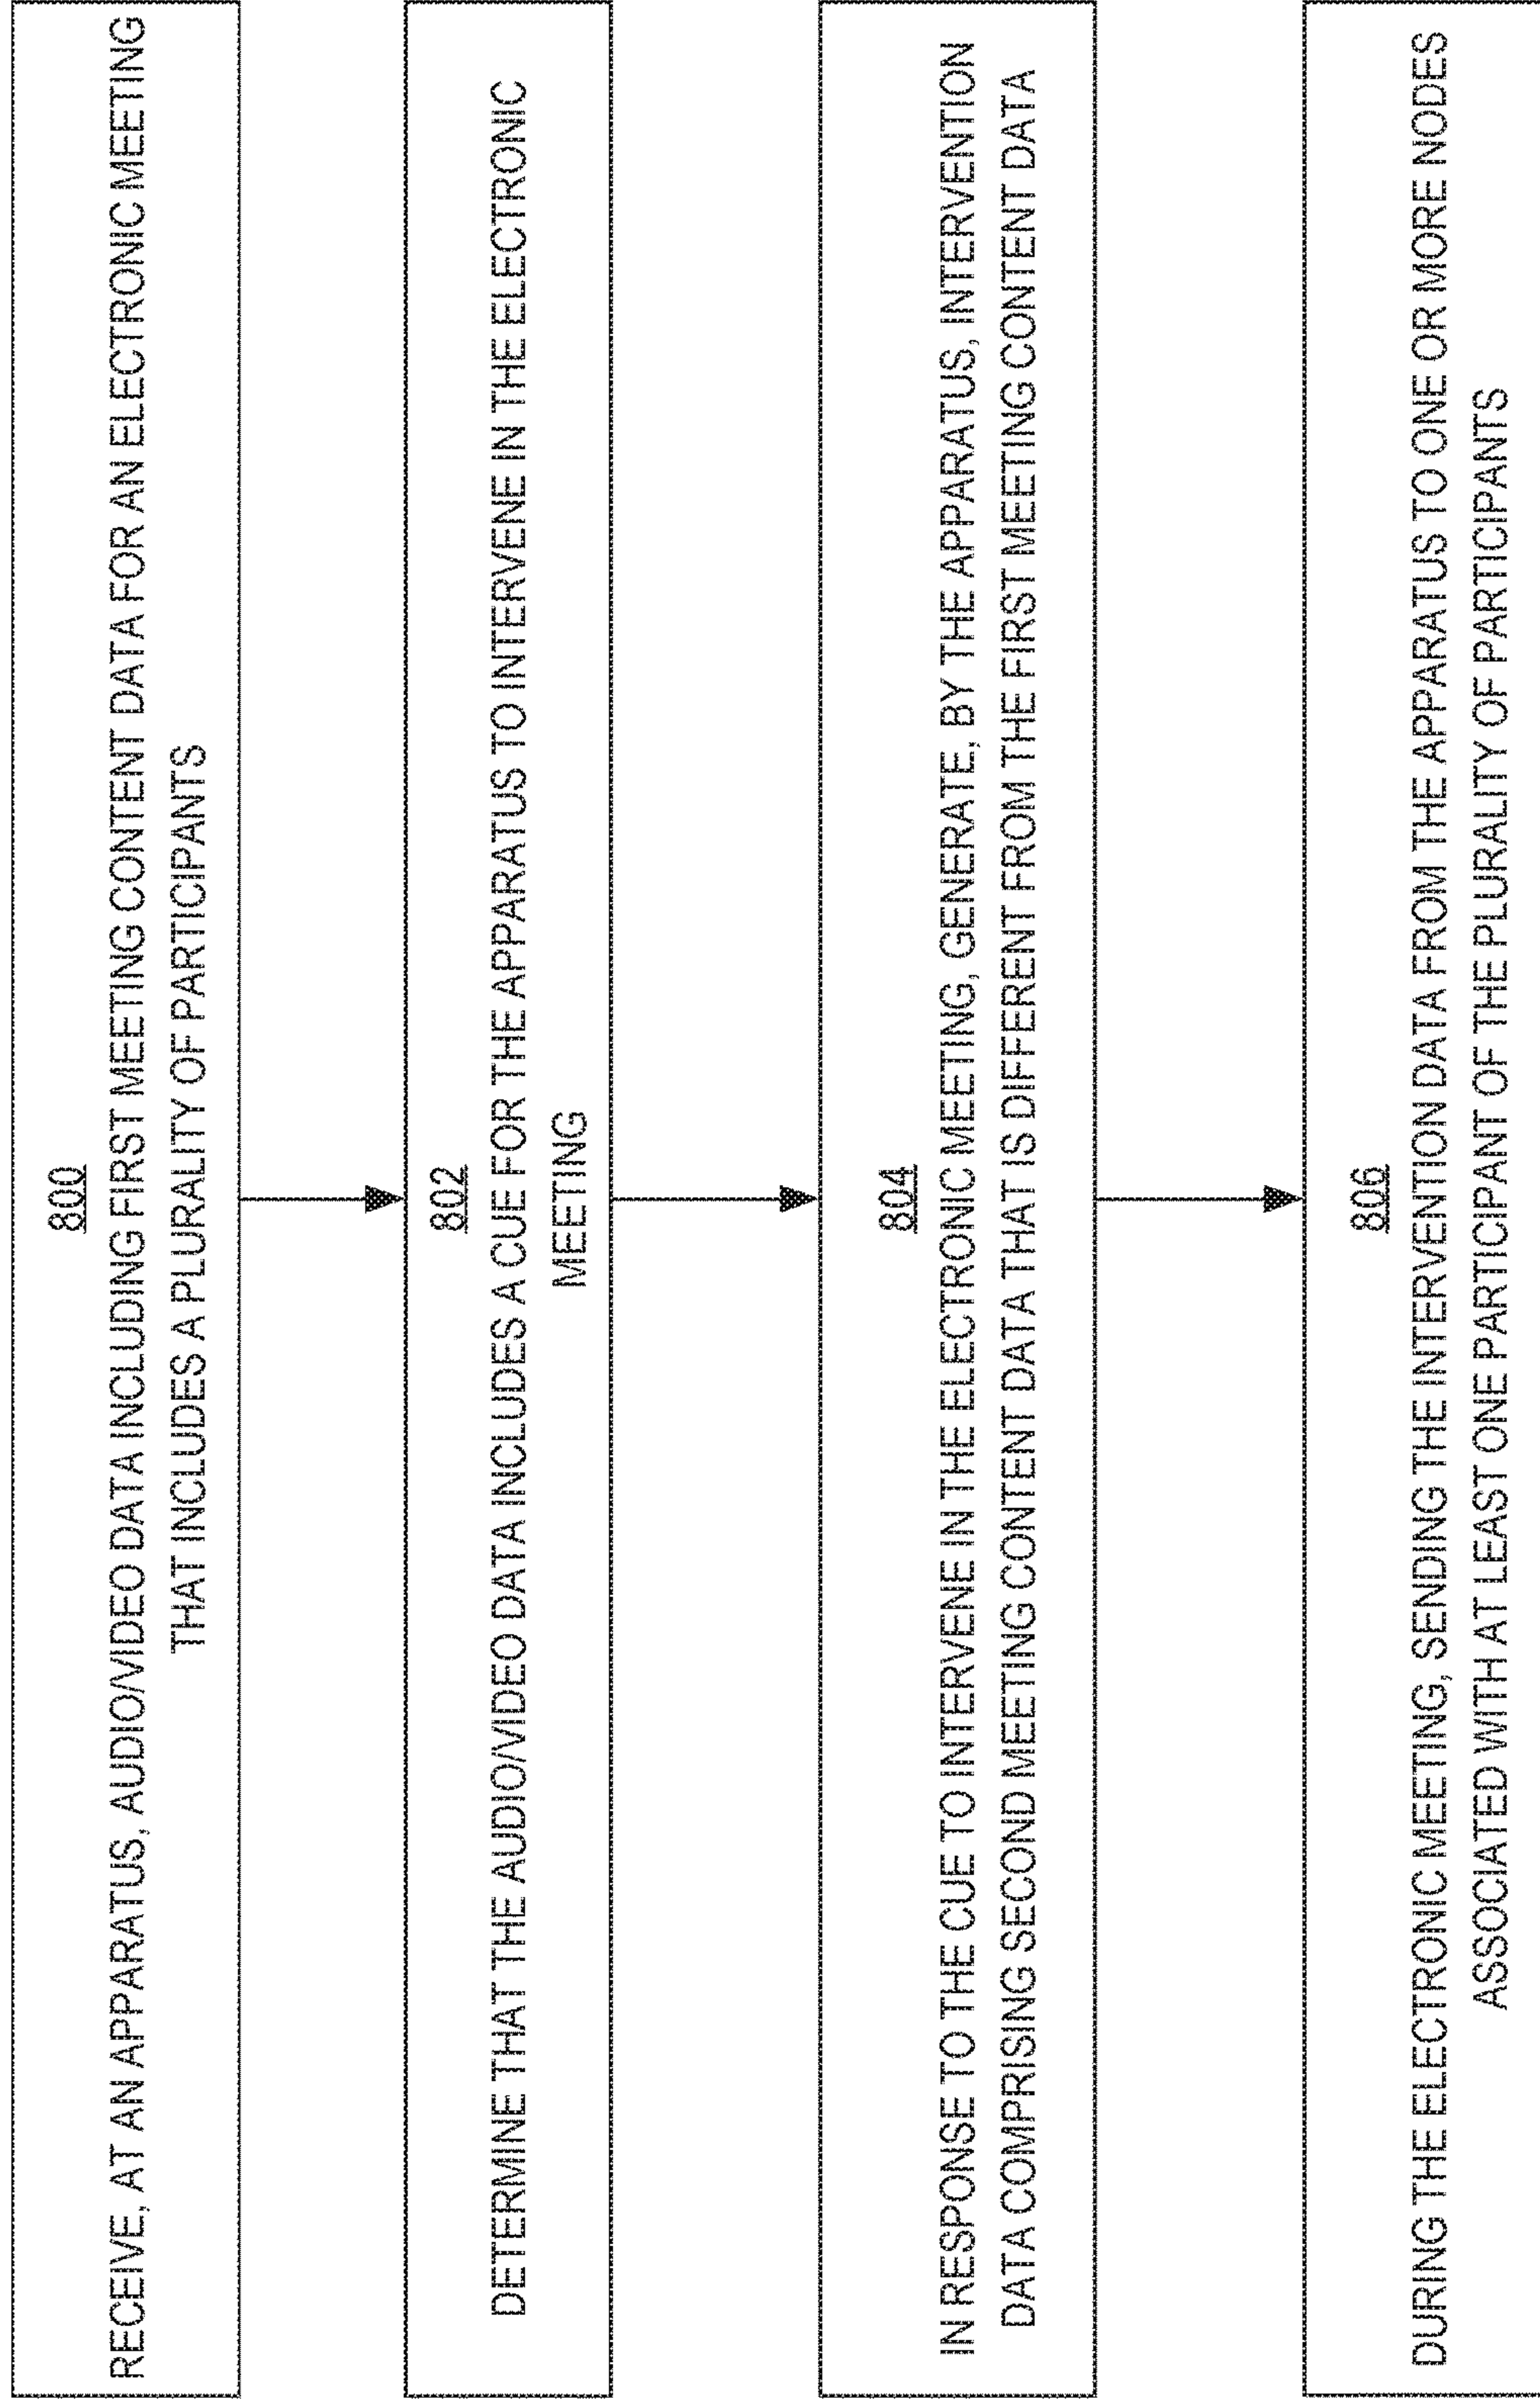 800
RECEIVE, AT AN APPARATUS, AUDIO/VIDEO DATA INCLUDING FIRST MEETING CONTENT DATA FOR AN ELECTRONIC MEETING
THAT INCLUDES A PLURALITY OF PARTICIPANTS
802
DETERMINE THAT THE AUDIO/VIDEO DATA INCLUDES A CUE FOR THE APPARATUS TO INTERVENE IN THE ELECTRONIC
MEETING
804
IN RESPONSE TO THE CUE TO INTERVENE IN THE ELECTRONIC MEETING, GENERATE, BY THE APPARATUS, INTERVENTION
DATA COMPRISING SECOND MEETING CONTENT DATA THAT IS DIFFERENT FROM THE FIRST MEETING CONTENT DATA
806
DURING THE ELECTRONIC MEETING, SENDING THE INTERVENTION DATA FROM THE APPARATUS TO ONE OR MORE NODES
ASSOCIATED WITH AT LEAST ONE PARTICIPANT OF THE PLURALITY OF PARTICIPANTS